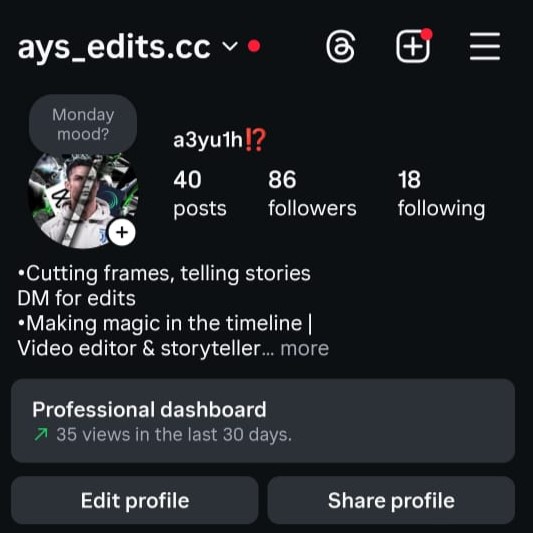 ays_edits.cc
Monday
mood?
a3yu1h⁉️
40
posts
86
followers
18
following
•Cutting frames, telling stories
DM for edits
•Making magic in the timeline |
Video editor & storyteller... more
Professional dashboard
35 views in the last 30 days.
Edit profile
Share profile